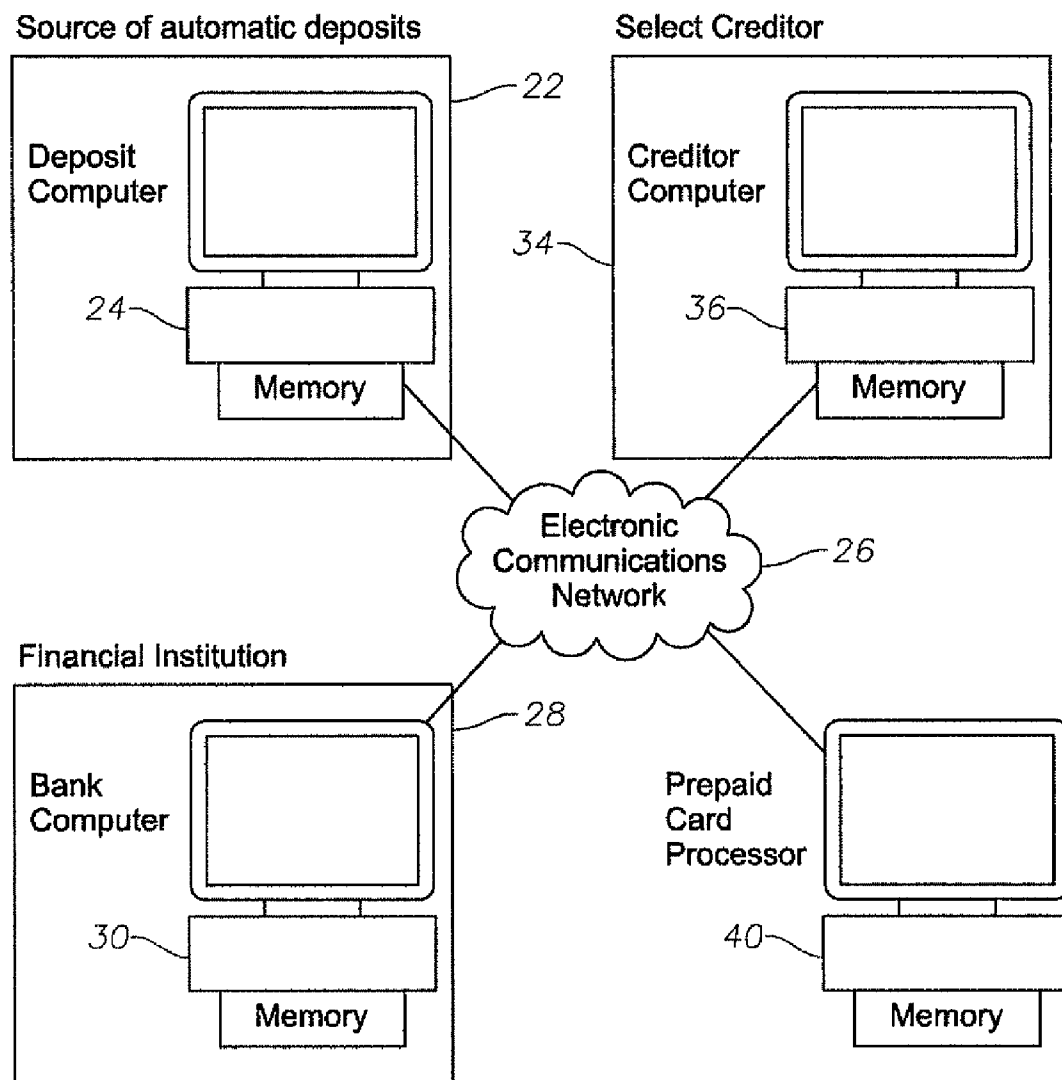 Source of automatic deposits
22
Deposit
Computer
24
Memory
Select Creditor
Creditor
Computer
34
36
Memory
Electronic
Communications
Network
26
Financial Institution
28
Bank
Computer
30
Memory
Prepaid
Card
Processor
40
Memory